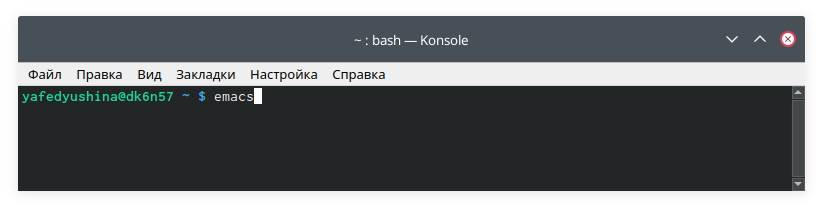 ~ : bash — Konsole
Файл Правка Вид Закладки Настройка Справка
yafedyushina@dk6n57 ~ $ emacs